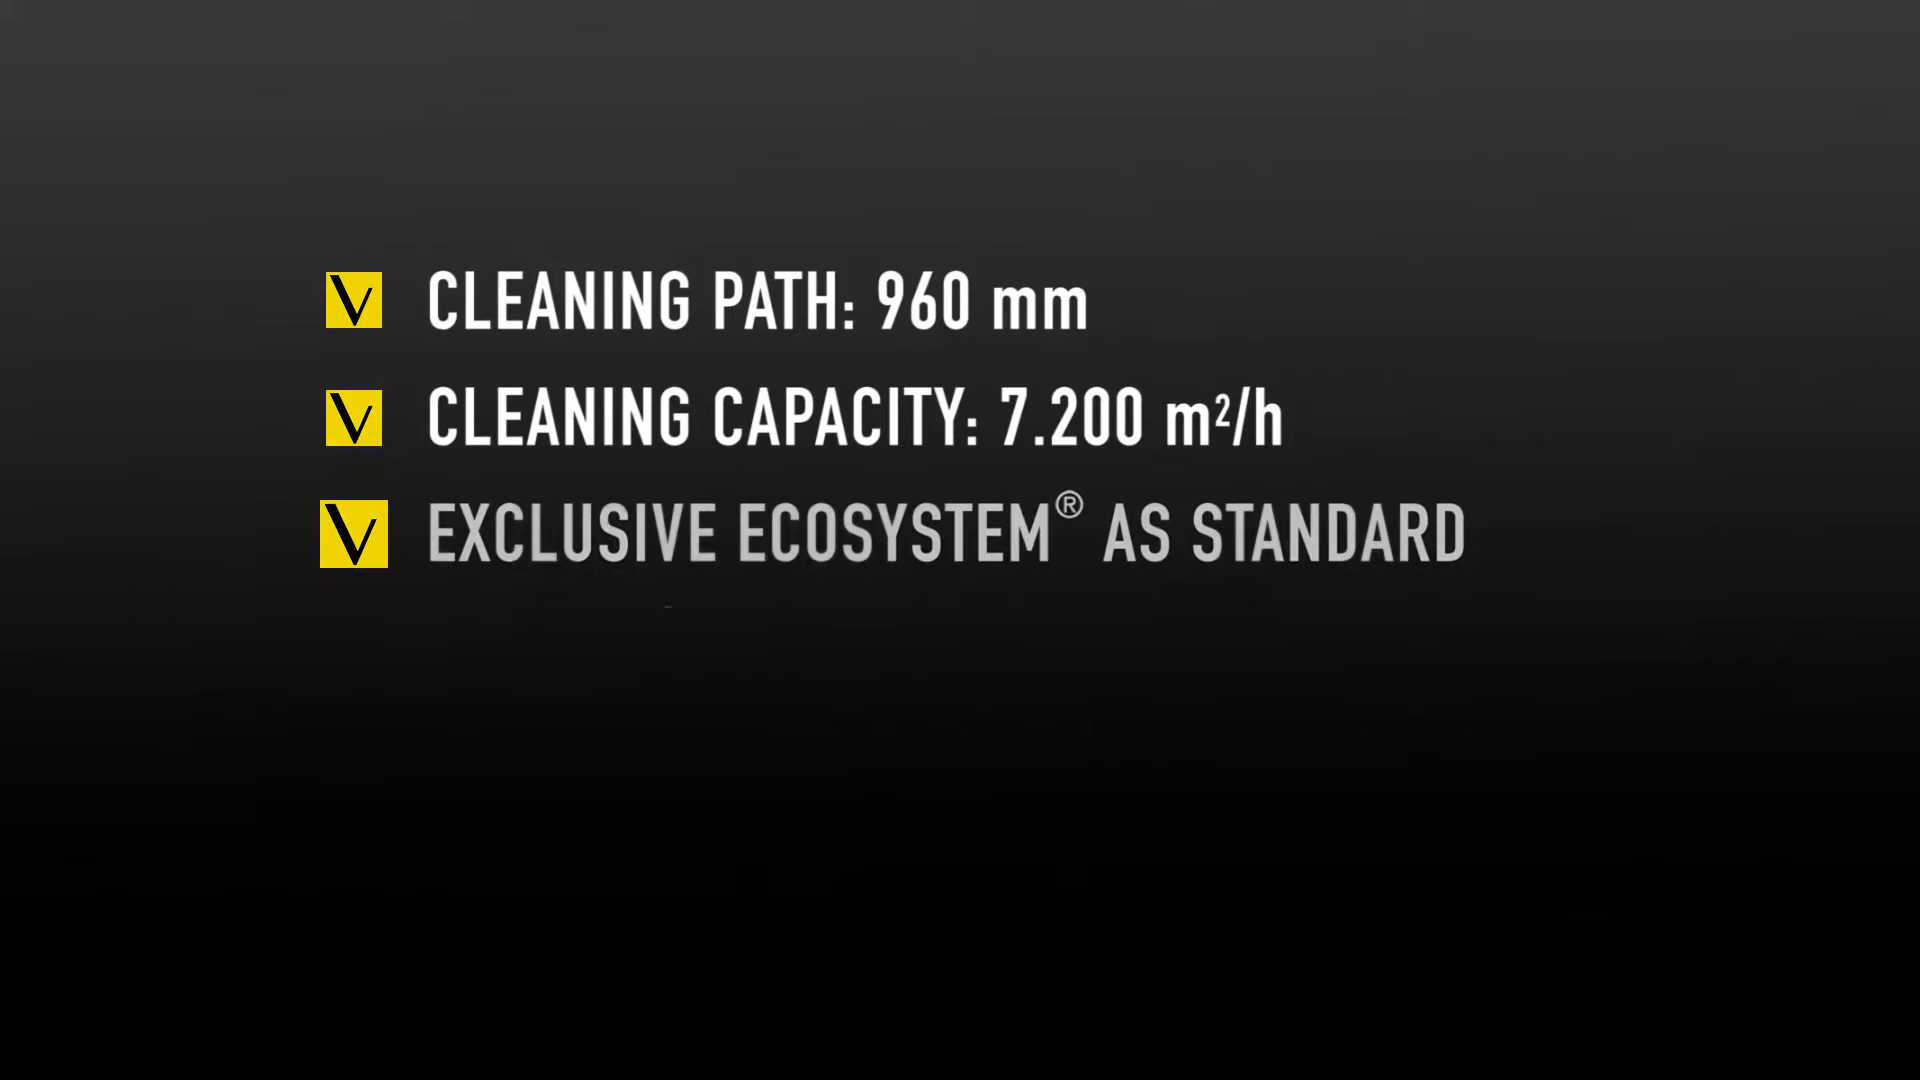 CLEANING PATH: 960 mm
CLEANING CAPACITY: 7.200 m²/h
EXCLUSIVE ECOSYSTEM® AS STANDARD